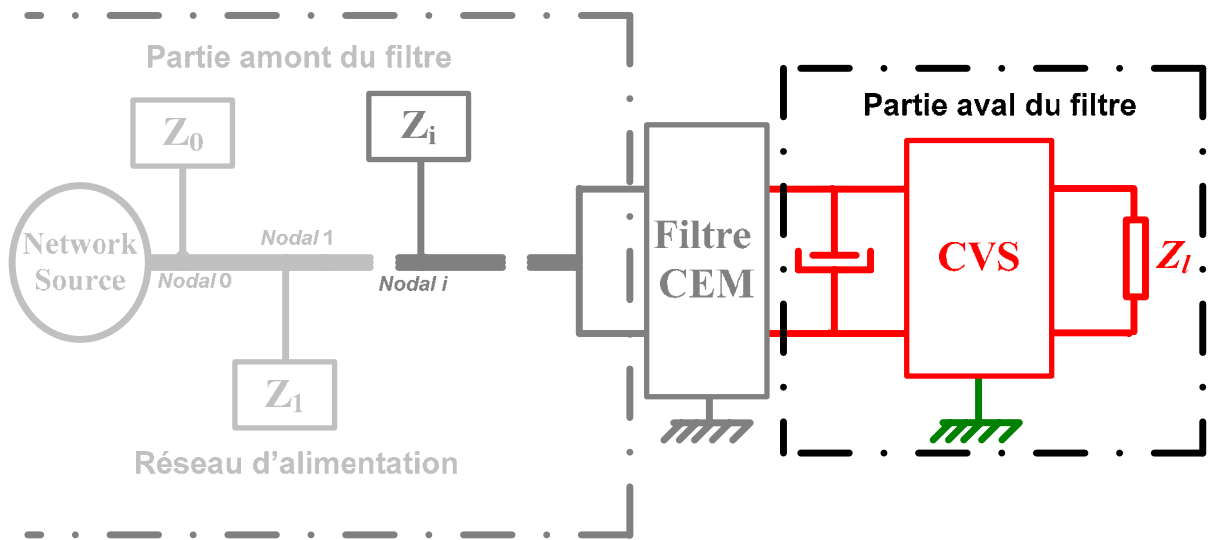 Partie amont du filtre
Partie aval du filtre
Z0
Zi
Network
Source
Nodal 0
Nodal 1
Nodal i
Filtre
CEM
CVS
Zl
Z1
Réseau d'alimentation